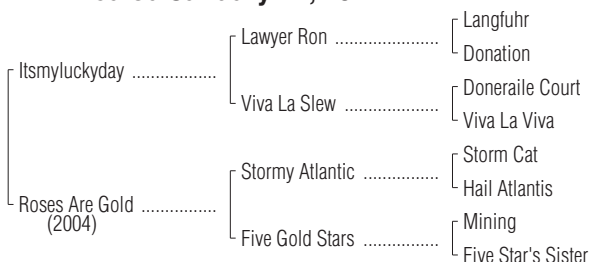 Langfuhr
Lawyer Ron ....................
Donation
Itsmyluckyday .................
Doneraile Court
Viva La Slew ..................
Viva La Viva
Storm Cat
Stormy Atlantic ...............
Hail Atlantis
Roses Are Gold ...............
(2004)
Mining
Five Gold Stars ...............
Five Star's Sister